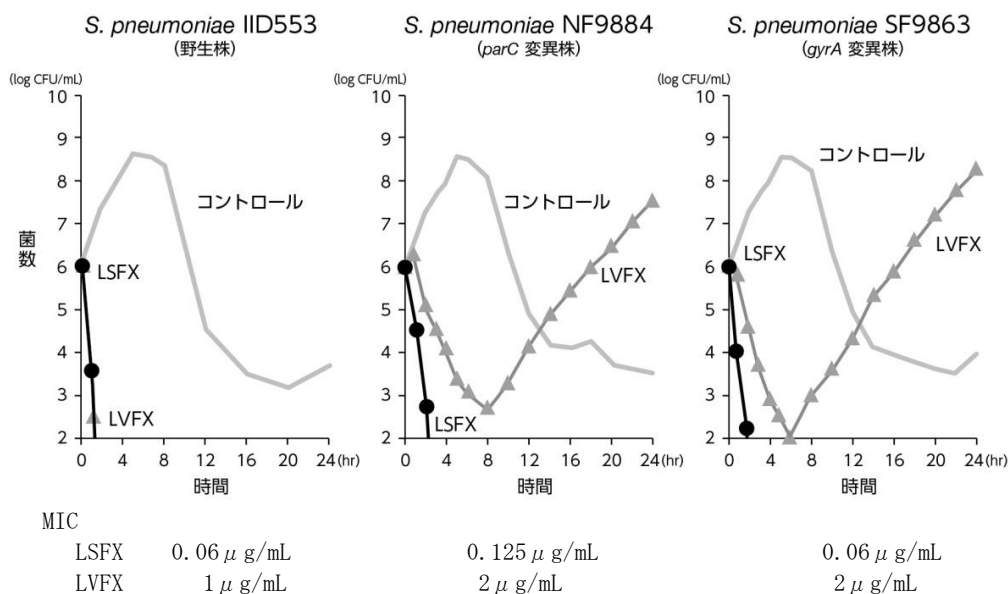 S. pneumoniae IID553
(野生株)
(log CFU/mL)
10
9
8
7
6
5
4
3
2
菌数
コントロール
LSFX
LVFX
0 4 8 12 16 20 24(hr)
時間
S. pneumoniae NF9884
(parC 変異株)
(log CFU/mL)
10
9
8
7
6
5
4
3
2
コントロール
LVFX
LSFX
0 4 8 12 16 20 24(hr)
時間
S. pneumoniae SF9863
(gyrA 変異株)
(log CFU/mL)
10
9
8
7
6
5
4
3
2
コントロール
LSFX
LVFX
0 4 8 12 16 20 24(hr)
時間
MIC
LSFX 0.06μg/mL 0.125μg/mL 0.06μg/mL
LVFX 1μg/mL 2μg/mL 2μg/mL